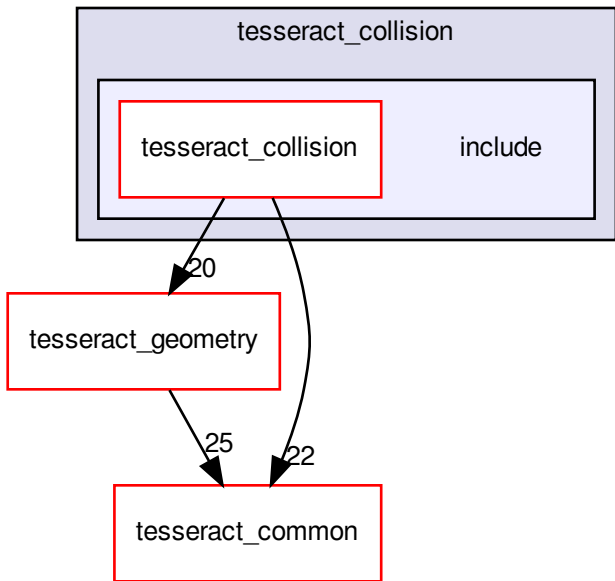 tesseract_collision
tesseract_collision
include
20
tesseract_geometry
25
22
tesseract_common